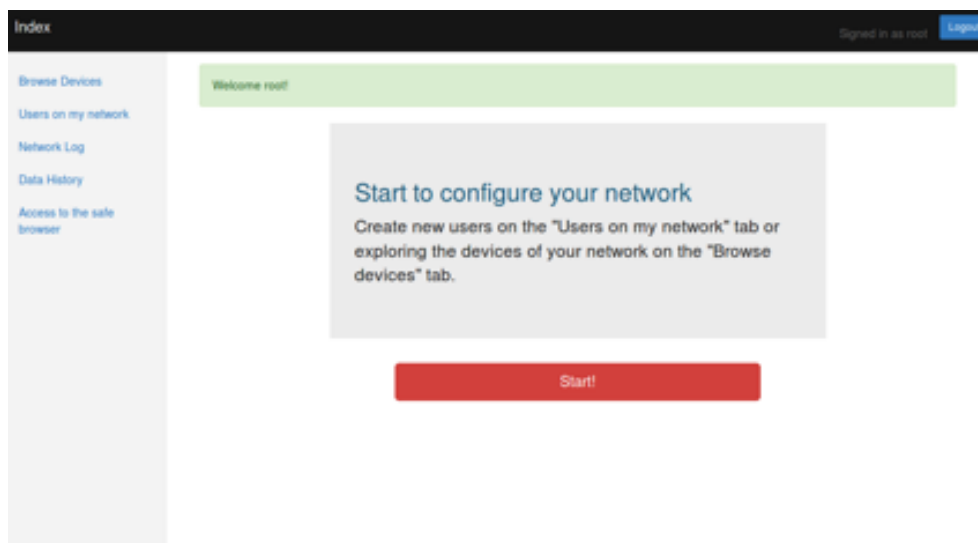 Index
Signed in as root
Logout
Browse Devices
Users on my network
Network Log
Data History
Access to the safe
browser
Welcome root!
Start to configure your network
Create new users on the "Users on my network" tab or
exploring the devices of your network on the "Browse
devices" tab.
Start!